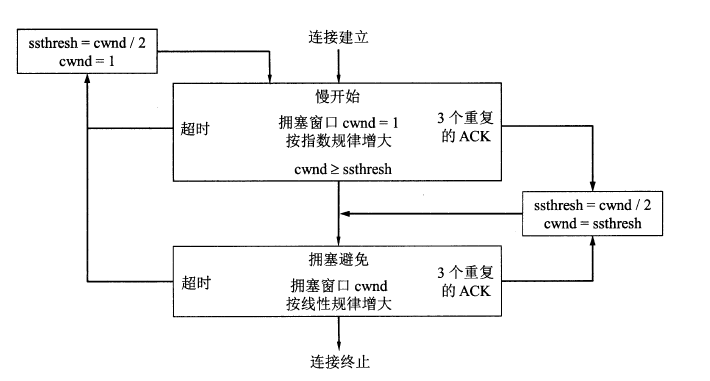 连接建立
ssthresh = cwnd / 2
cwnd = 1
慢开始
超时
拥塞窗口 cwnd = 1
按指数规律增大
3 个重复
的 ACK
cwnd ≥ ssthresh
ssthresh = cwnd / 2
cwnd = ssthresh
拥塞避免
超时
拥塞窗口 cwnd
按线性规律增大
3 个重复
的 ACK
连接终止